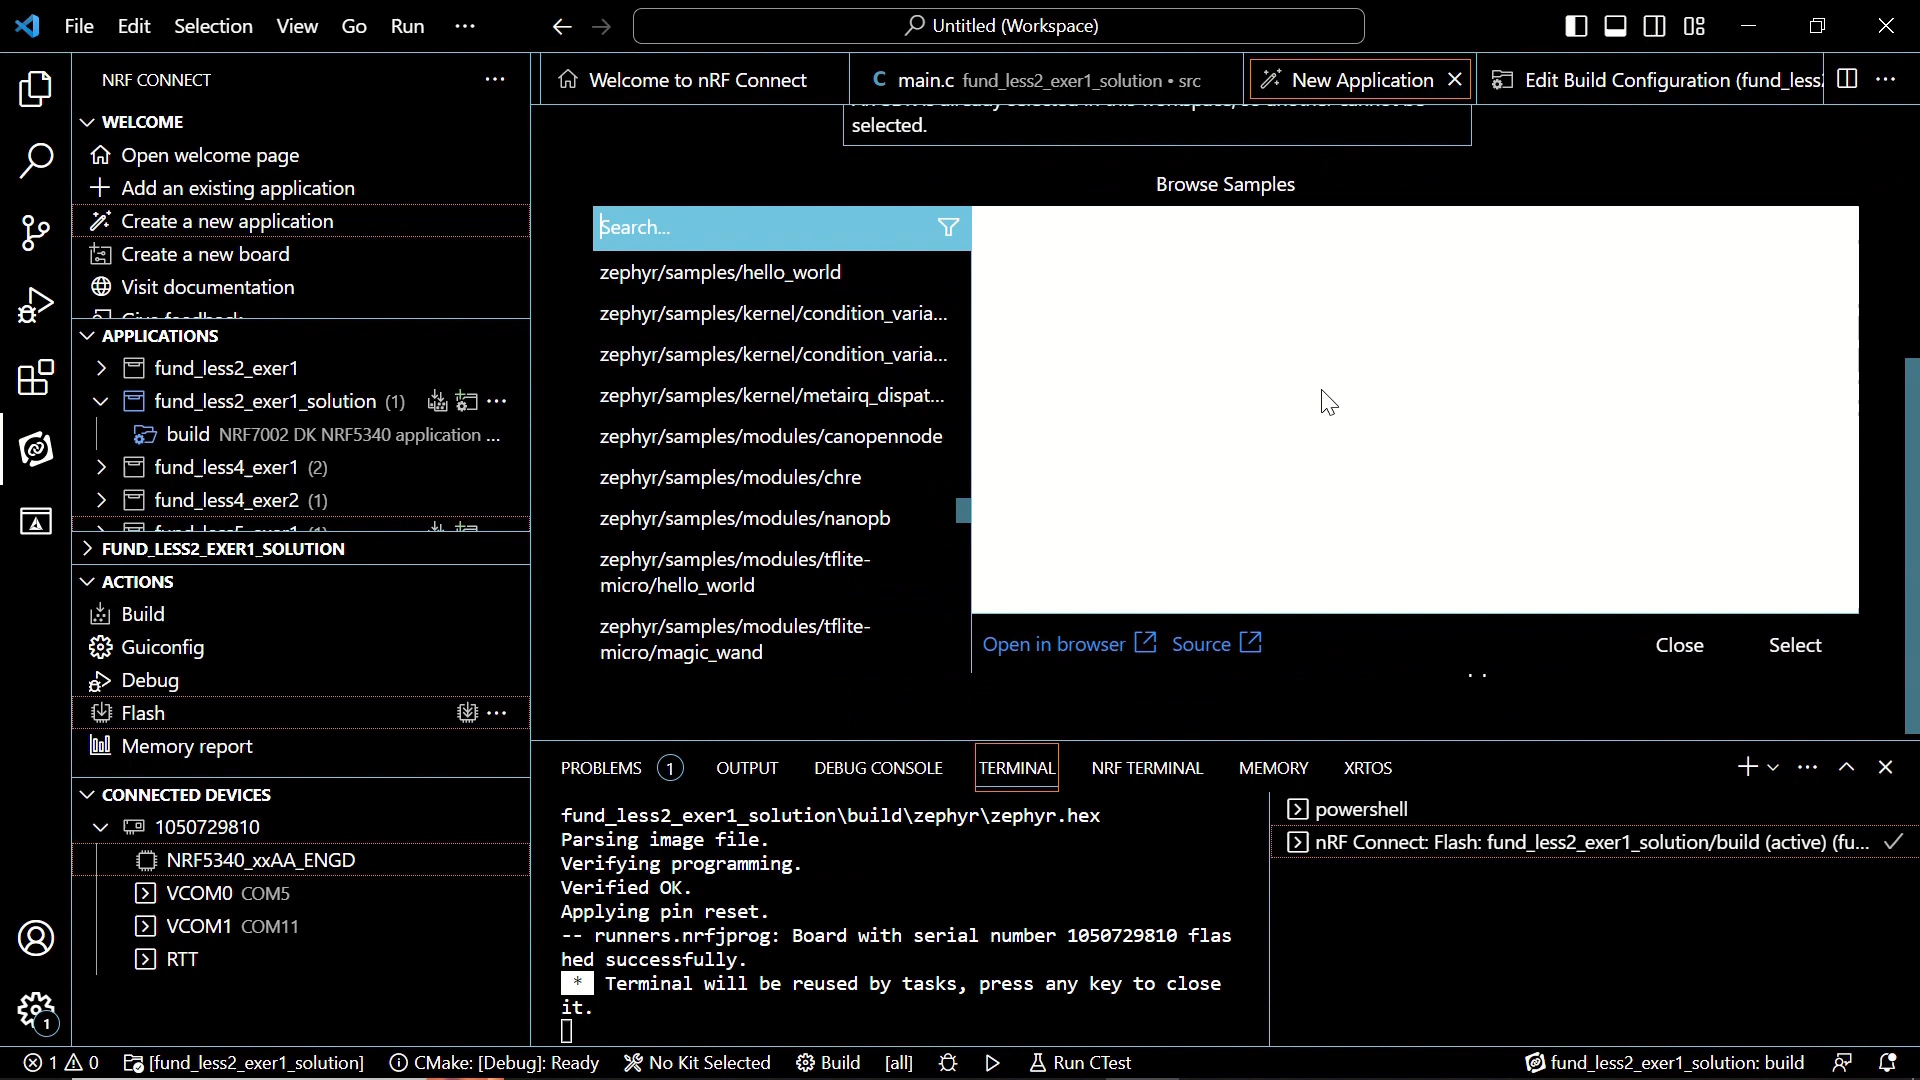 File Edit Selection View Go Run ···
Untitled (Workspace)
NRF CONNECT
Welcome to nRF Connect
C main.c fund_less2_exer1_solution • src
New Application
Edit Build Configuration (fund_less
WELCOME
Open welcome page
Add an existing application
Create a new application
Create a new board
Visit documentation
Give feedback
APPLICATIONS
fund_less2_exer1
fund_less2_exer1_solution (1)
build NRF7002 DK NRF5340 application ...
fund_less4_exer1 (2)
fund_less4_exer2 (1)
fund_less5_exer1 (1)
FUND_LESS2_EXER1_SOLUTION
ACTIONS
Build
Guiconfig
Debug
Flash
Memory report
CONNECTED DEVICES
1050729810
NRF5340_xxAA_ENGD
VCOM0 COM5
VCOM1 COM11
RTT
selected.
Browse Samples
Search...
zephyr/samples/hello_world
zephyr/samples/kernel/condition_varia...
zephyr/samples/kernel/condition_varia...
zephyr/samples/kernel/metairq_dispat...
zephyr/samples/modules/canopennode
zephyr/samples/modules/chre
zephyr/samples/modules/nanopb
zephyr/samples/modules/tflite-
micro/hello_world
zephyr/samples/modules/tflite-
micro/magic_wand
Open in browser Source
Close Select
PROBLEMS 1 OUTPUT DEBUG CONSOLE TERMINAL NRF TERMINAL MEMORY XRTOS
fund_less2_exer1_solution\build\zephyr\zephyr.hex
Parsing image file.
Verifying programming.
Verified OK.
Applying pin reset.
-- runners.nrfjprog: Board with serial number 1050729810 flas
hed successfully.
* Terminal will be reused by tasks, press any key to close
it.
powershell
nRF Connect: Flash: fund_less2_exer1_solution/build (active) (fu...
1
1 0 [fund_less2_exer1_solution] CMake: [Debug]: Ready No Kit Selected Build [all] Run CTest fund_less2_exer1_solution: build